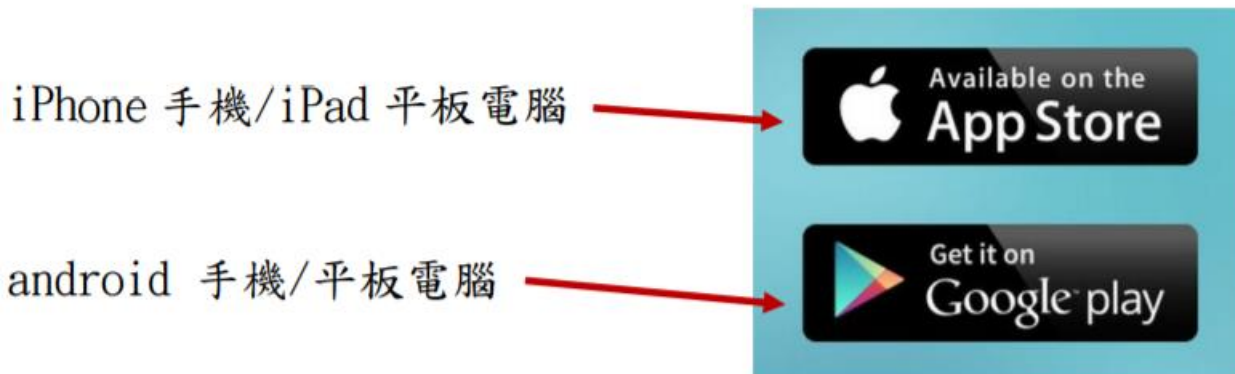 iPhone 手機/iPad 平板電腦
Available on the
App Store
android 手機/平板電腦
Get it on
Google play